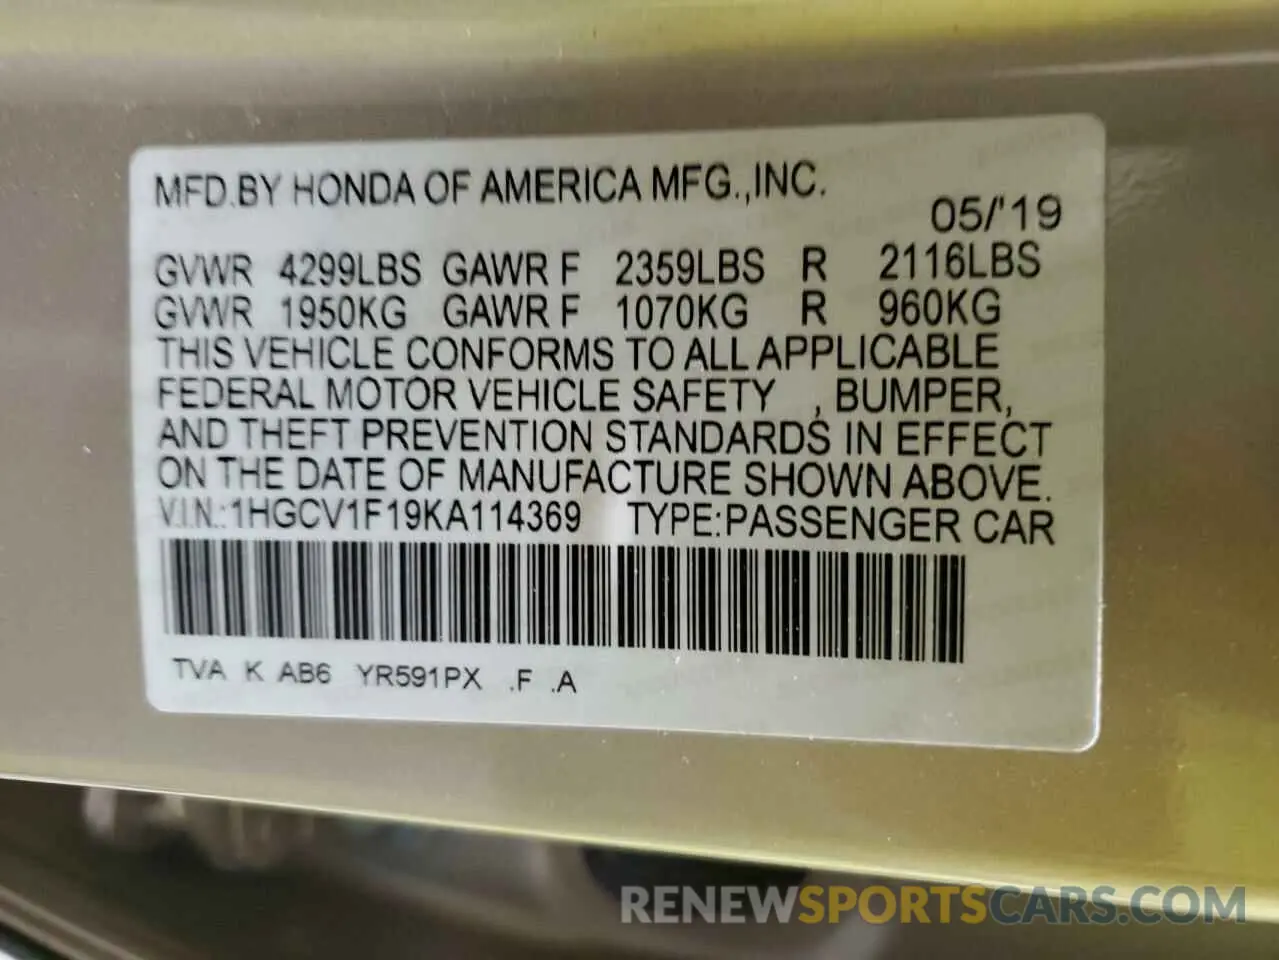 MFD.BY HONDA OF AMERICA MFG.,INC.
05/'19
GVWR 4299LBS GAWR F 2359LBS R 2116LBS
GVWR 1950KG GAWR F 1070KG R 960KG
THIS VEHICLE CONFORMS TO ALL APPLICABLE
FEDERAL MOTOR VEHICLE SAFETY , BUMPER,
AND THEFT PREVENTION STANDARDS IN EFFECT
ON THE DATE OF MANUFACTURE SHOWN ABOVE.
V.I.N.:1HGCV1F19KA114369 TYPE:PASSENGER CAR
TVA K AB6 YR591PX .F .A
RENEWSPORTSCARS.COM